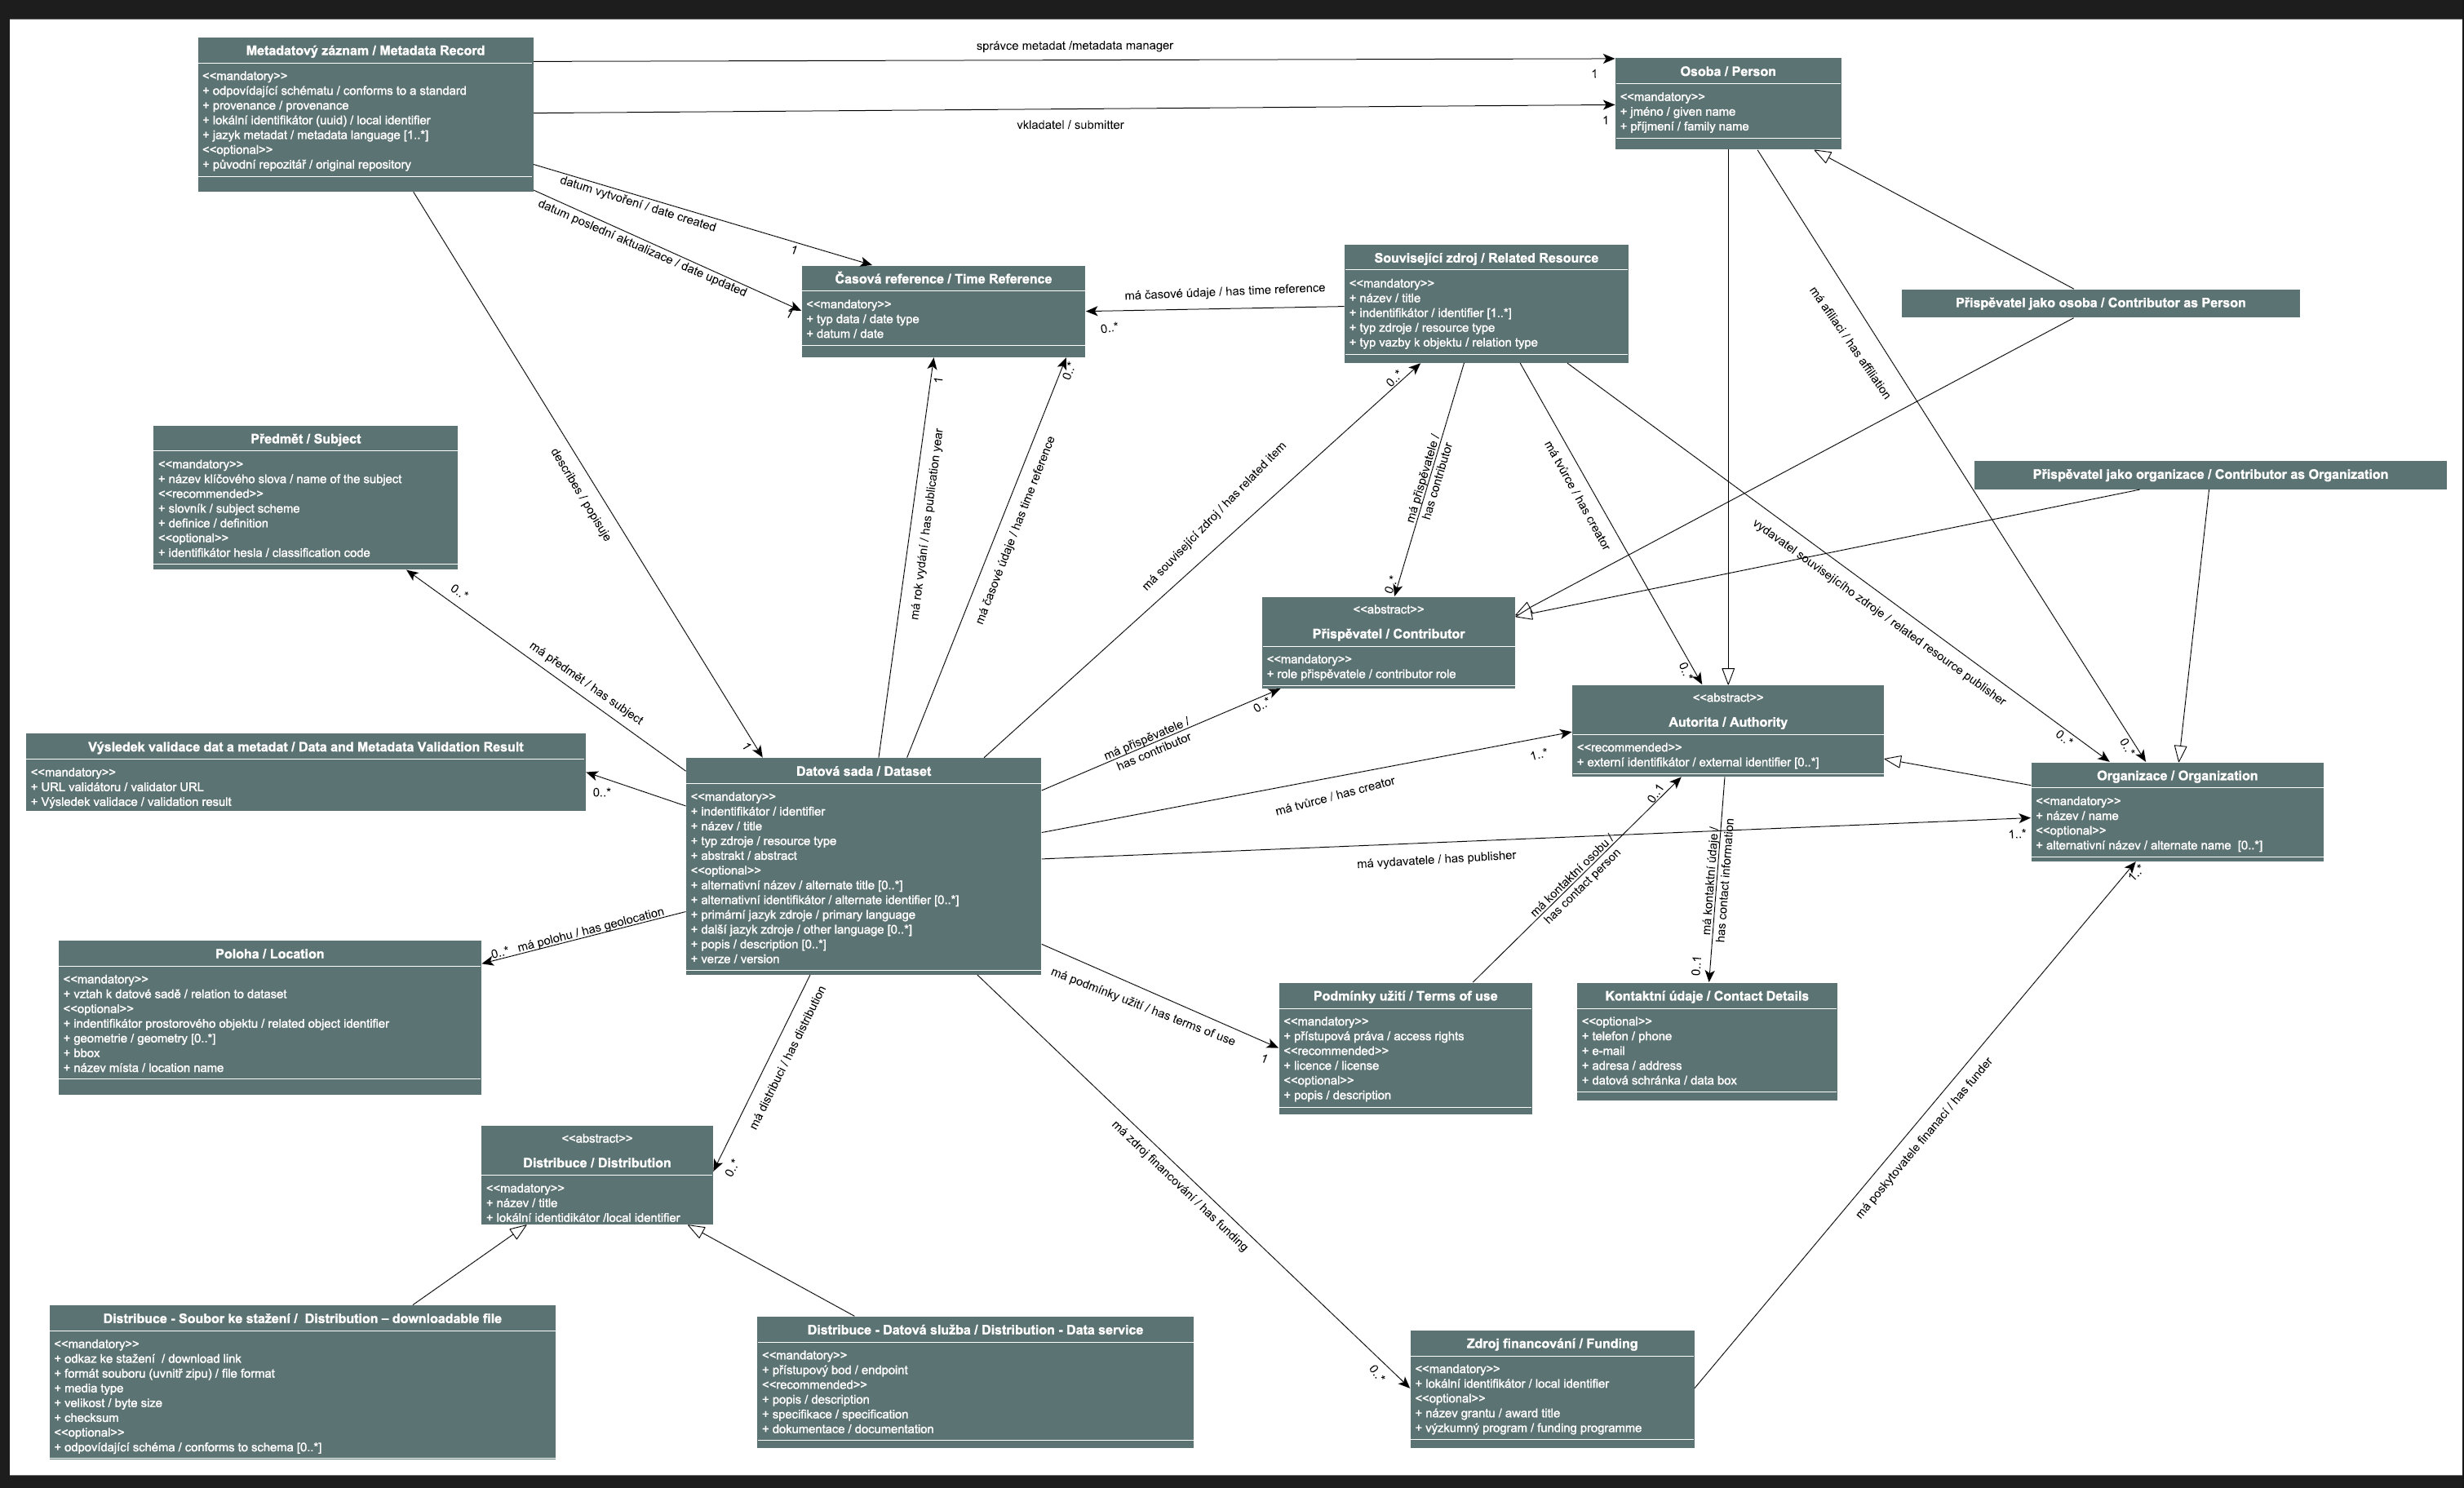 Metadatový záznam / Metadata Record
<<mandatory>>
+ odpovídající schématu / conforms to a standard
+ provenance / provenance
+ lokální identifikátor (uuid) / local identifier
+ jazyk metadat / metadata language [1..*]
<<optional>>
+ původní repozitář / original repository
správce metadat /metadata manager
1
vkladatel / submitter
1
Osoba / Person
<<mandatory>>
+ jméno / given name
+ příjmení / family name
datum vytvoření / date created
1
datum poslední aktualizace / date updated
1
Časová reference / Time Reference
<<mandatory>>
+ typ data / date type
+ datum / date
má časové údaje / has time reference
0..*
Související zdroj / Related Resource
<<mandatory>>
+ název / title
+ indentifikátor / identifier [1..*]
+ typ zdroje / resource type
+ typ vazby k objektu / relation type
Přispěvatel jako osoba / Contributor as Person
má afiliaci / has affiliation
0..*
Přispěvatel jako organizace / Contributor as Organization
Předmět / Subject
<<mandatory>>
+ název klíčového slova / name of the subject
<<recommended>>
+ slovník / subject scheme
+ definice / definition
<<optional>>
+ identifikátor hesla / classification code
describes / popisuje
1
má rok vydání / has publication year
1
má časové údaje / has time reference
0..*
má související zdroj / has related item
0..*
má přispěvatele /
has contributor
0..*
má tvůrce / has creator
0..*
vydavatel souvisejícího zdroje / related resource publisher
0..*
<<abstract>>
Přispěvatel / Contributor
<<mandatory>>
+ role přispěvatele / contributor role
<<abstract>>
Autorita / Authority
<<recommended>>
+ externí identifikátor / external identifier [0..*]
Organizace / Organization
<<mandatory>>
+ název / name
<<optional>>
+ alternativní název / alternate name  [0..*]
0..*
má předmět / has subject
Výsledek validace dat a metadat / Data and Metadata Validation Result
<<mandatory>>
+ URL validátoru / validator URL
+ Výsledek validace / validation result
0..*
Datová sada / Dataset
<<mandatory>>
+ indentifikátor / identifier
+ název / title
+ typ zdroje / resource type
+ abstrakt / abstract
<<optional>>
+ alternativní název / alternate title [0..*]
+ alternativní identifikátor / alternate identifier [0..*]
+ primární jazyk zdroje / primary language
+ další jazyk zdroje / other language [0..*]
+ popis / description [0..*]
+ verze / version
má přispěvatele /
has contributor
0..*
má tvůrce / has creator
1..*
má vydavatele / has publisher
1..*
má kontaktní osobu /
has contact person
0..1
má kontaktní údaje /
has contact information
0..1
má polohu / has geolocation
0..*
Poloha / Location
<<mandatory>>
+ vztah k datové sadě / relation to dataset
<<optional>>
+ indentifikátor prostorového objektu / related object identifier
+ geometrie / geometry [0..*]
+ bbox
+ název místa / location name
má podmínky užití / has terms of use
1
Podmínky užití / Terms of use
<<mandatory>>
+ přístupová práva / access rights
<<recommended>>
+ licence / license
<<optional>>
+ popis / description
Kontaktní údaje / Contact Details
<<optional>>
+ telefon / phone
+ e-mail
+ adresa / address
+ datová schránka / data box
má distribuci / has distribution
0..*
<<abstract>>
Distribuce / Distribution
<<madatory>>
+ název / title
+ lokální identidikátor /local identifier
má zdroj financování / has funding
0..*
má poskytovatele finanací / has funder
1..*
Distribuce - Soubor ke stažení /  Distribution – downloadable file
<<mandatory>>
+ odkaz ke stažení  / download link
+ formát souboru (uvnitř zipu) / file format
+ media type
+ velikost / byte size
+ checksum
<<optional>>
+ odpovídající schéma / conforms to schema [0..*]
Distribuce - Datová služba / Distribution - Data service
<<mandatory>>
+ přístupový bod / endpoint
<<recommended>>
+ popis / description
+ specifikace / specification
+ dokumentace / documentation
Zdroj financování / Funding
<<mandatory>>
+ lokální identifikátor / local identifier
<<optional>>
+ název grantu / award title
+ výzkumný program / funding programme